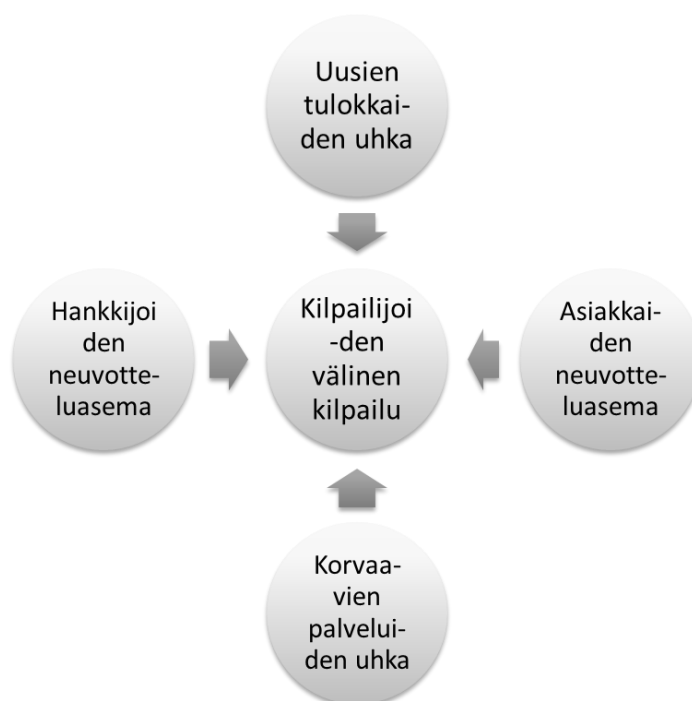 Uusien
tulokkai-
den uhka
Hankkijoi
den
neuvotte-
luasema
Kilpailijoi
-den
välinen
kilpailu
Asiakkai-
den
neuvotte-
luasema
Korvaa-
vien
palvelui-
den uhka